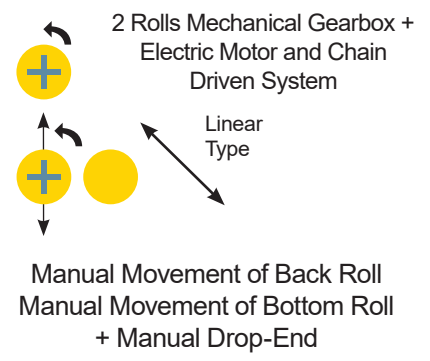 2 Rolls Mechanical Gearbox +
Electric Motor and Chain
Driven System
Linear
Type
Manual Movement of Back Roll
Manual Movement of Bottom Roll
+ Manual Drop-End